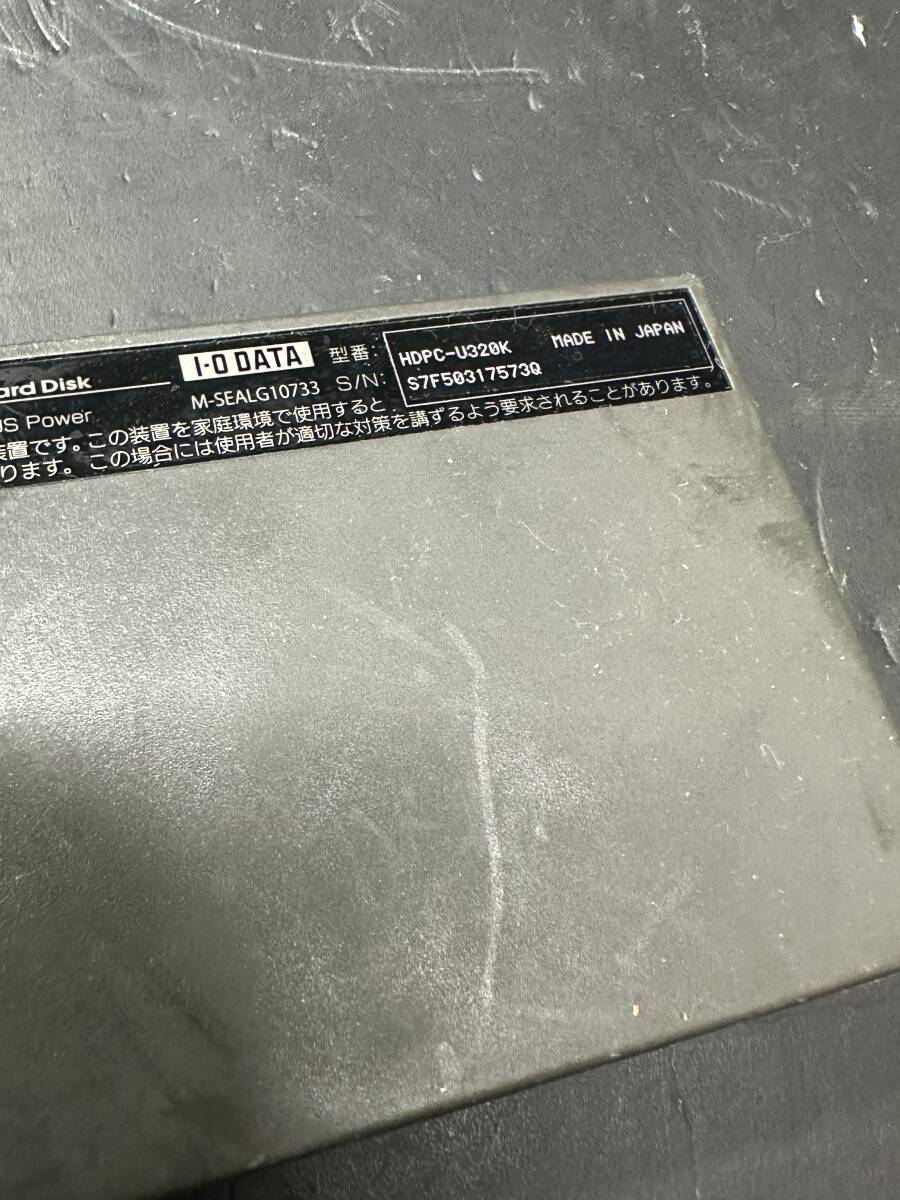 ard Disk
I-O DATA
型番:
HDPC-U320K
MADE IN JAPAN
US Power
M-SEALG10733
S/N:
S7F50317573Q
装置です。この装置を家庭環境で使用すると、
ります。この場合には使用者が適切な対策を講ずるよう要求されることがあります。